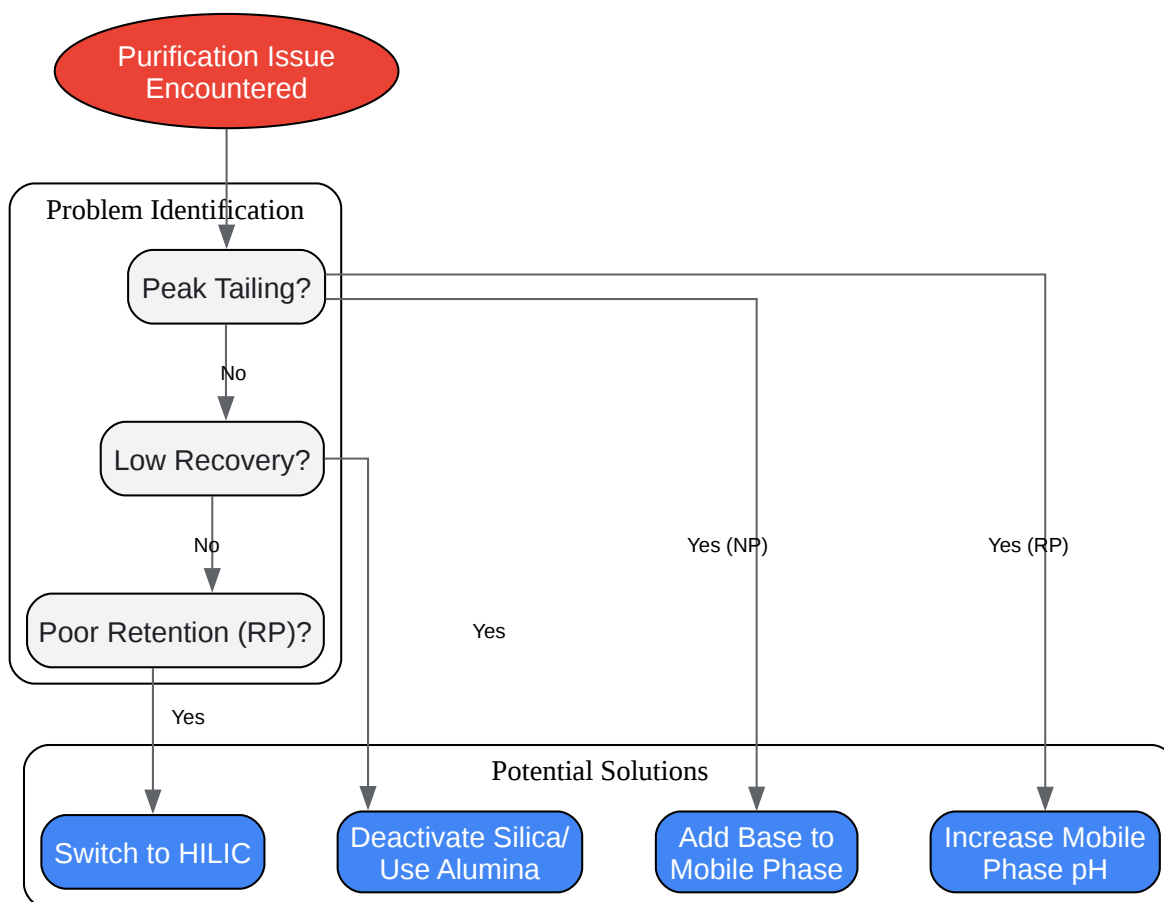 Purification Issue
Encountered
Problem Identification
Peak Tailing?
No
Low Recovery?
No
Yes (NP)
Yes (RP)
Poor Retention (RP)?
Yes
Yes
Potential Solutions
Switch to HILIC
Deactivate Silica/
Use Alumina
Add Base to
Mobile Phase
Increase Mobile
Phase pH